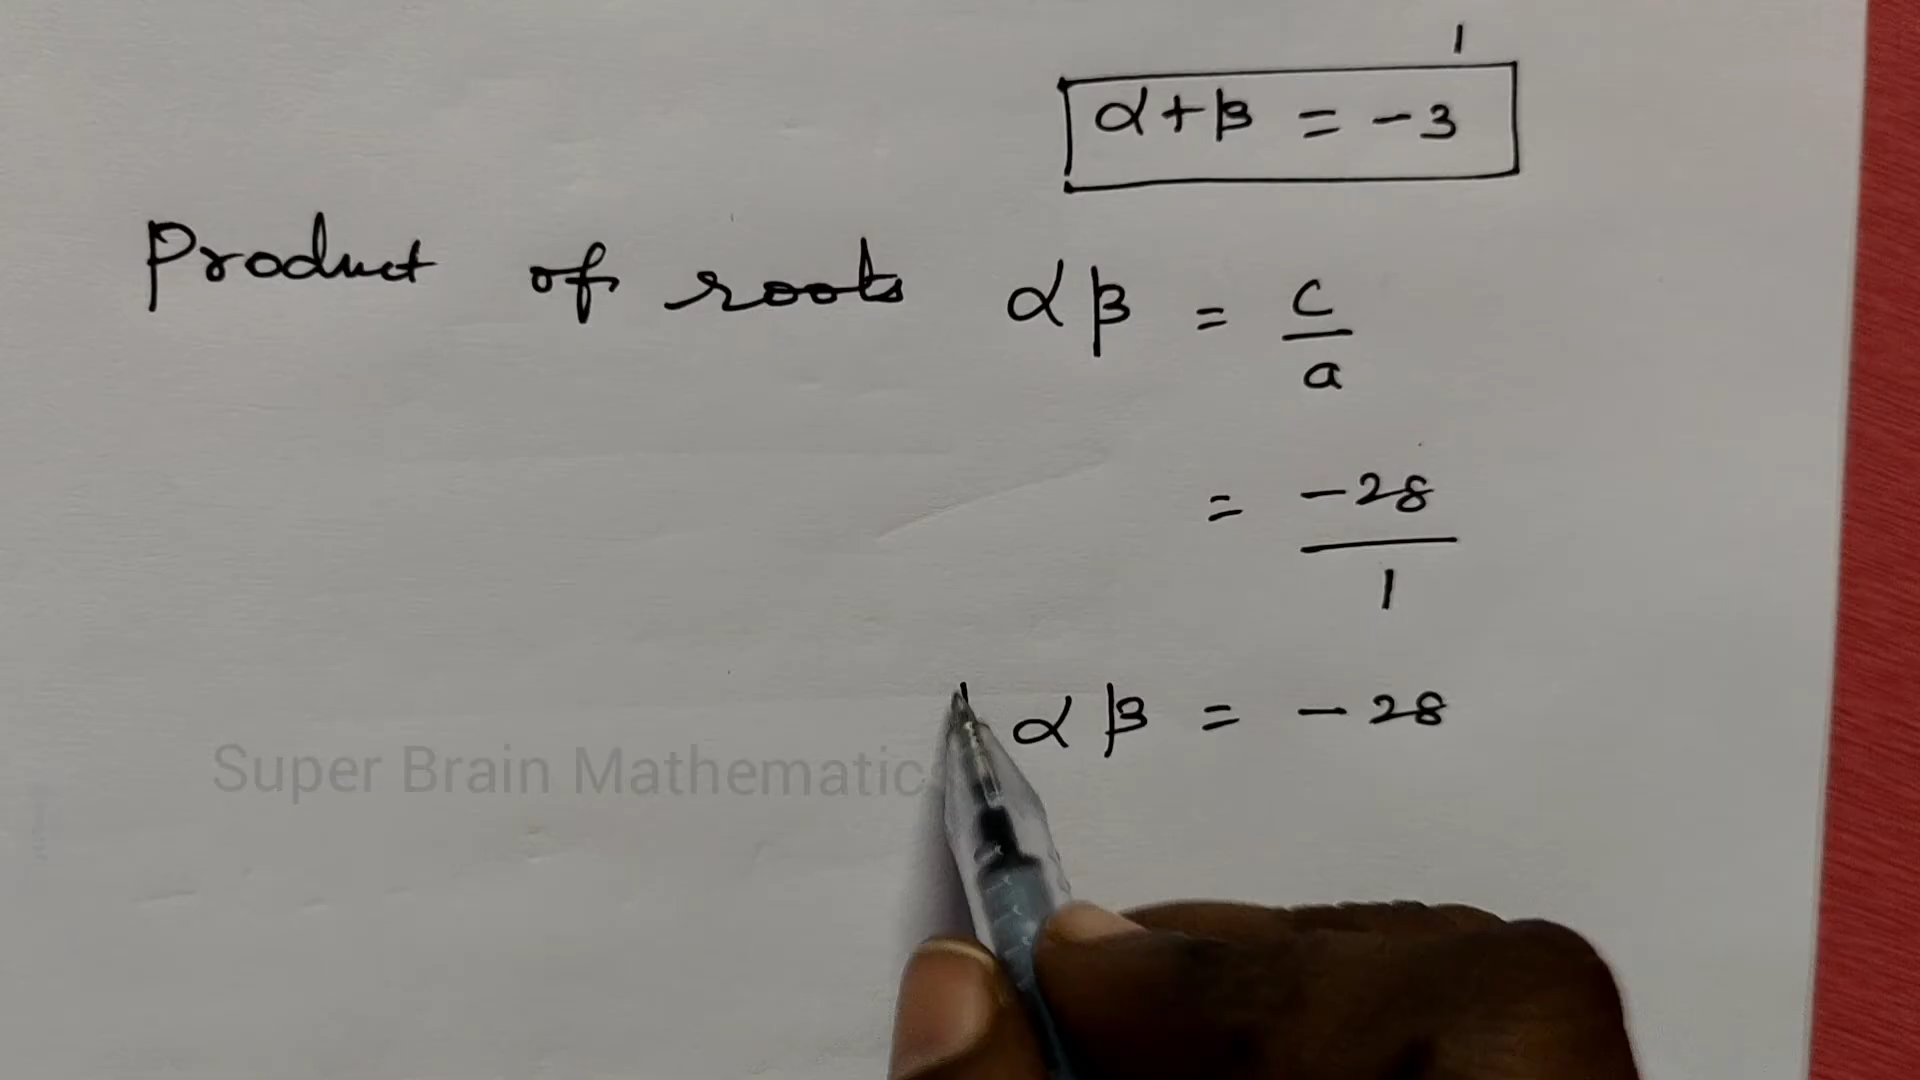 1
α+β = -3
Product of roots αβ = c/a
= -28/1
αβ = -28
Super Brain Mathematics